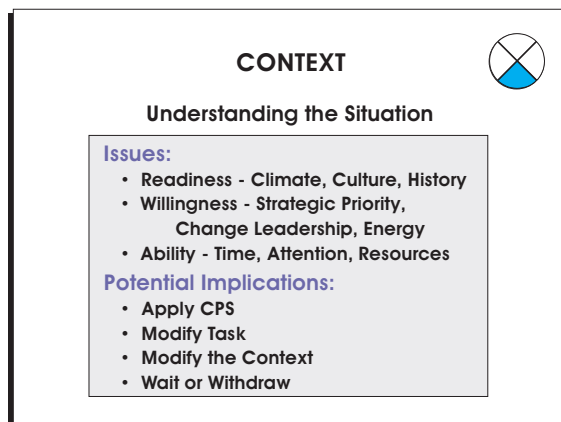 CONTEXT
Understanding the Situation
Issues:
• Readiness - Climate, Culture, History
• Willingness - Strategic Priority,
Change Leadership, Energy
• Ability - Time, Attention, Resources
Potential Implications:
• Apply CPS
• Modify Task
• Modify the Context
• Wait or Withdraw